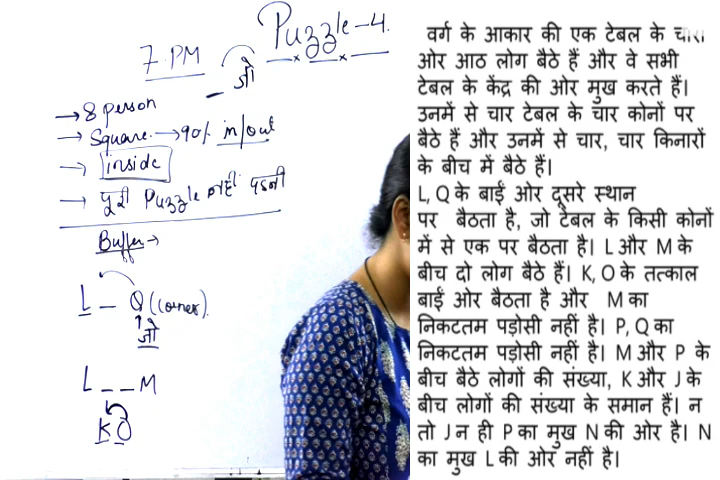 Puzzle-4.
7 PM
जो
→ 8 person
→ Square. → 90% in/out
→ inside
→ पूरी Puzzle नहीं पढ़नी
Buffer →
L _ Q (corner).
जो
L _ _ M
K O
वर्ग के आकार की एक टेबल के चारों
ओर आठ लोग बैठे हैं और वे सभी
टेबल के केंद्र की ओर मुख करते हैं।
उनमें से चार टेबल के चार कोनों पर
बैठे हैं और उनमें से चार, चार किनारों
के बीच में बैठे हैं।
L, Q के बाईं ओर दूसरे स्थान
पर बैठता है, जो टेबल के किसी कोनों
में से एक पर बैठता है। L और M के
बीच दो लोग बैठे हैं। K, O के तत्काल
बाईं ओर बैठता है और M का
निकटतम पड़ोसी नहीं है। P, Q का
निकटतम पड़ोसी नहीं है। M और P के
बीच बैठे लोगों की संख्या, K और J के
बीच लोगों की संख्या के समान हैं। न
तो J न ही P का मुख N की ओर है। N
का मुख L की ओर नहीं है।